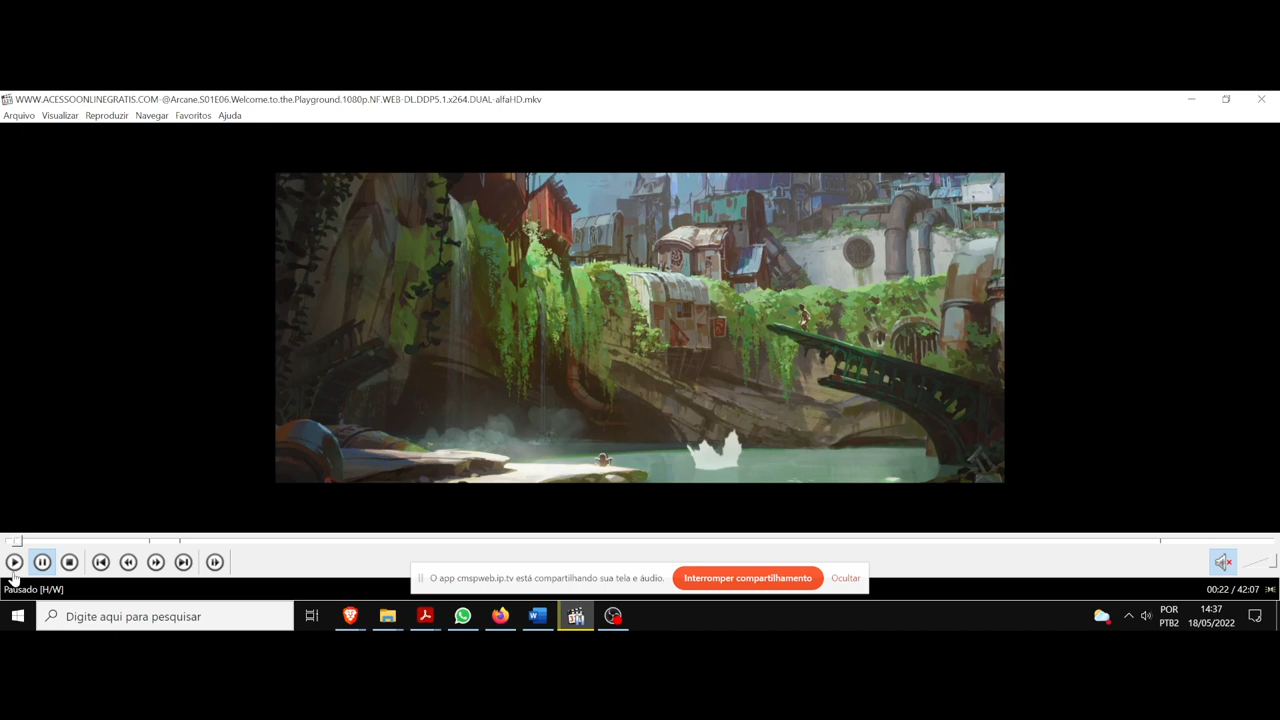 WWW.ACESSOONLINEGRATIS.COM-@Arcane.S01E06.Welcome.to.the.Playground.1080p.NF.WEB-DL.DDP5.1.x264.DUAL-alfaHD.mkv
Arquivo Visualizar Reproduzir Navegar Favoritos Ajuda
O app cmspweb.ip.tv está compartilhando sua tela e áudio. Interromper compartilhamento Ocultar
Pausado [H/W] 00:22 / 42:07
Digite aqui para pesquisar
POR 14:37
PTB2 18/05/2022